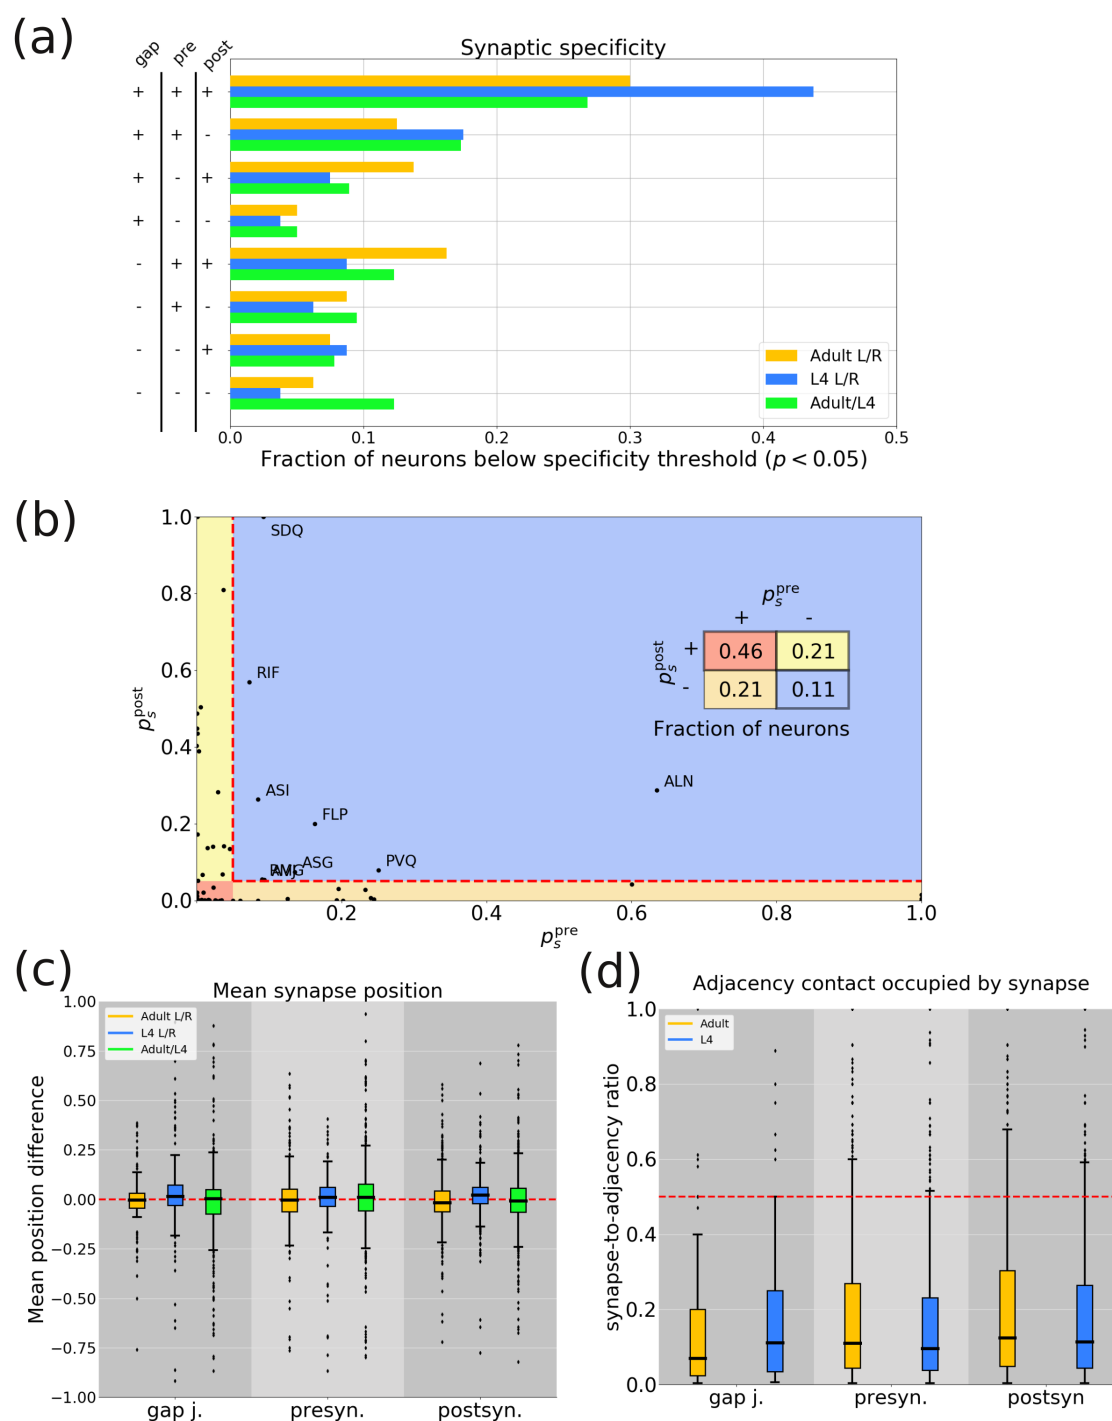 (a)
gap pre post
Synaptic specificity
+ + +
+ + -
+ - +
+ - -
- + +
- + -
- - +
- - -
Adult L/R
L4 L/R
Adult/L4
0.0 0.1 0.2 0.3 0.4 0.5
Fraction of neurons below specificity threshold (p < 0.05)
(b)
1.0
0.8
0.6
0.4
0.2
0.0
p_s^post
SDQ
RIF
ASI
FLP
ALN
ASG
PVQ
p_s^pre
+ -
p_s^post
+ 0.46 0.21
- 0.21 0.11
Fraction of neurons
0.2 0.4 0.6 0.8 1.0
p_s^pre
(c)
Mean synapse position
Adult L/R
L4 L/R
Adult/L4
1.00
0.75
0.50
0.25
0.00
−0.25
−0.50
−0.75
−1.00
Mean position difference
gap j. presyn. postsyn.
(d)
Adjacency contact occupied by synapse
Adult
L4
1.0
0.8
0.6
0.4
0.2
0.0
synapse-to-adjacency ratio
gap j. presyn. postsyn